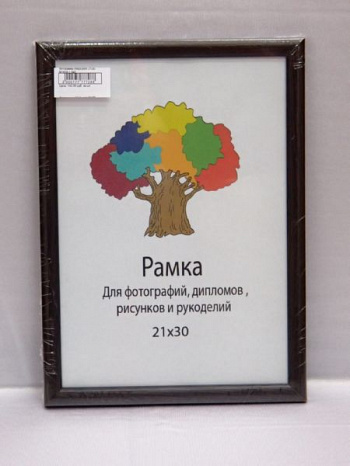 Рамка
Для фотографий, дипломов ,
рисунков и рукоделий
21x30